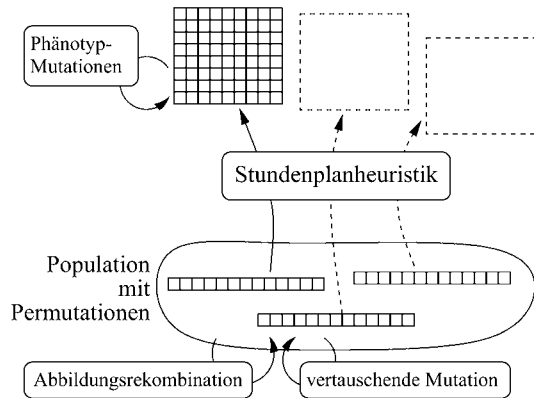 Phänotyp-
Mutationen
Stundenplanheuristik
Population
mit
Permutationen
Abbildungsrekombination
vertauschende Mutation